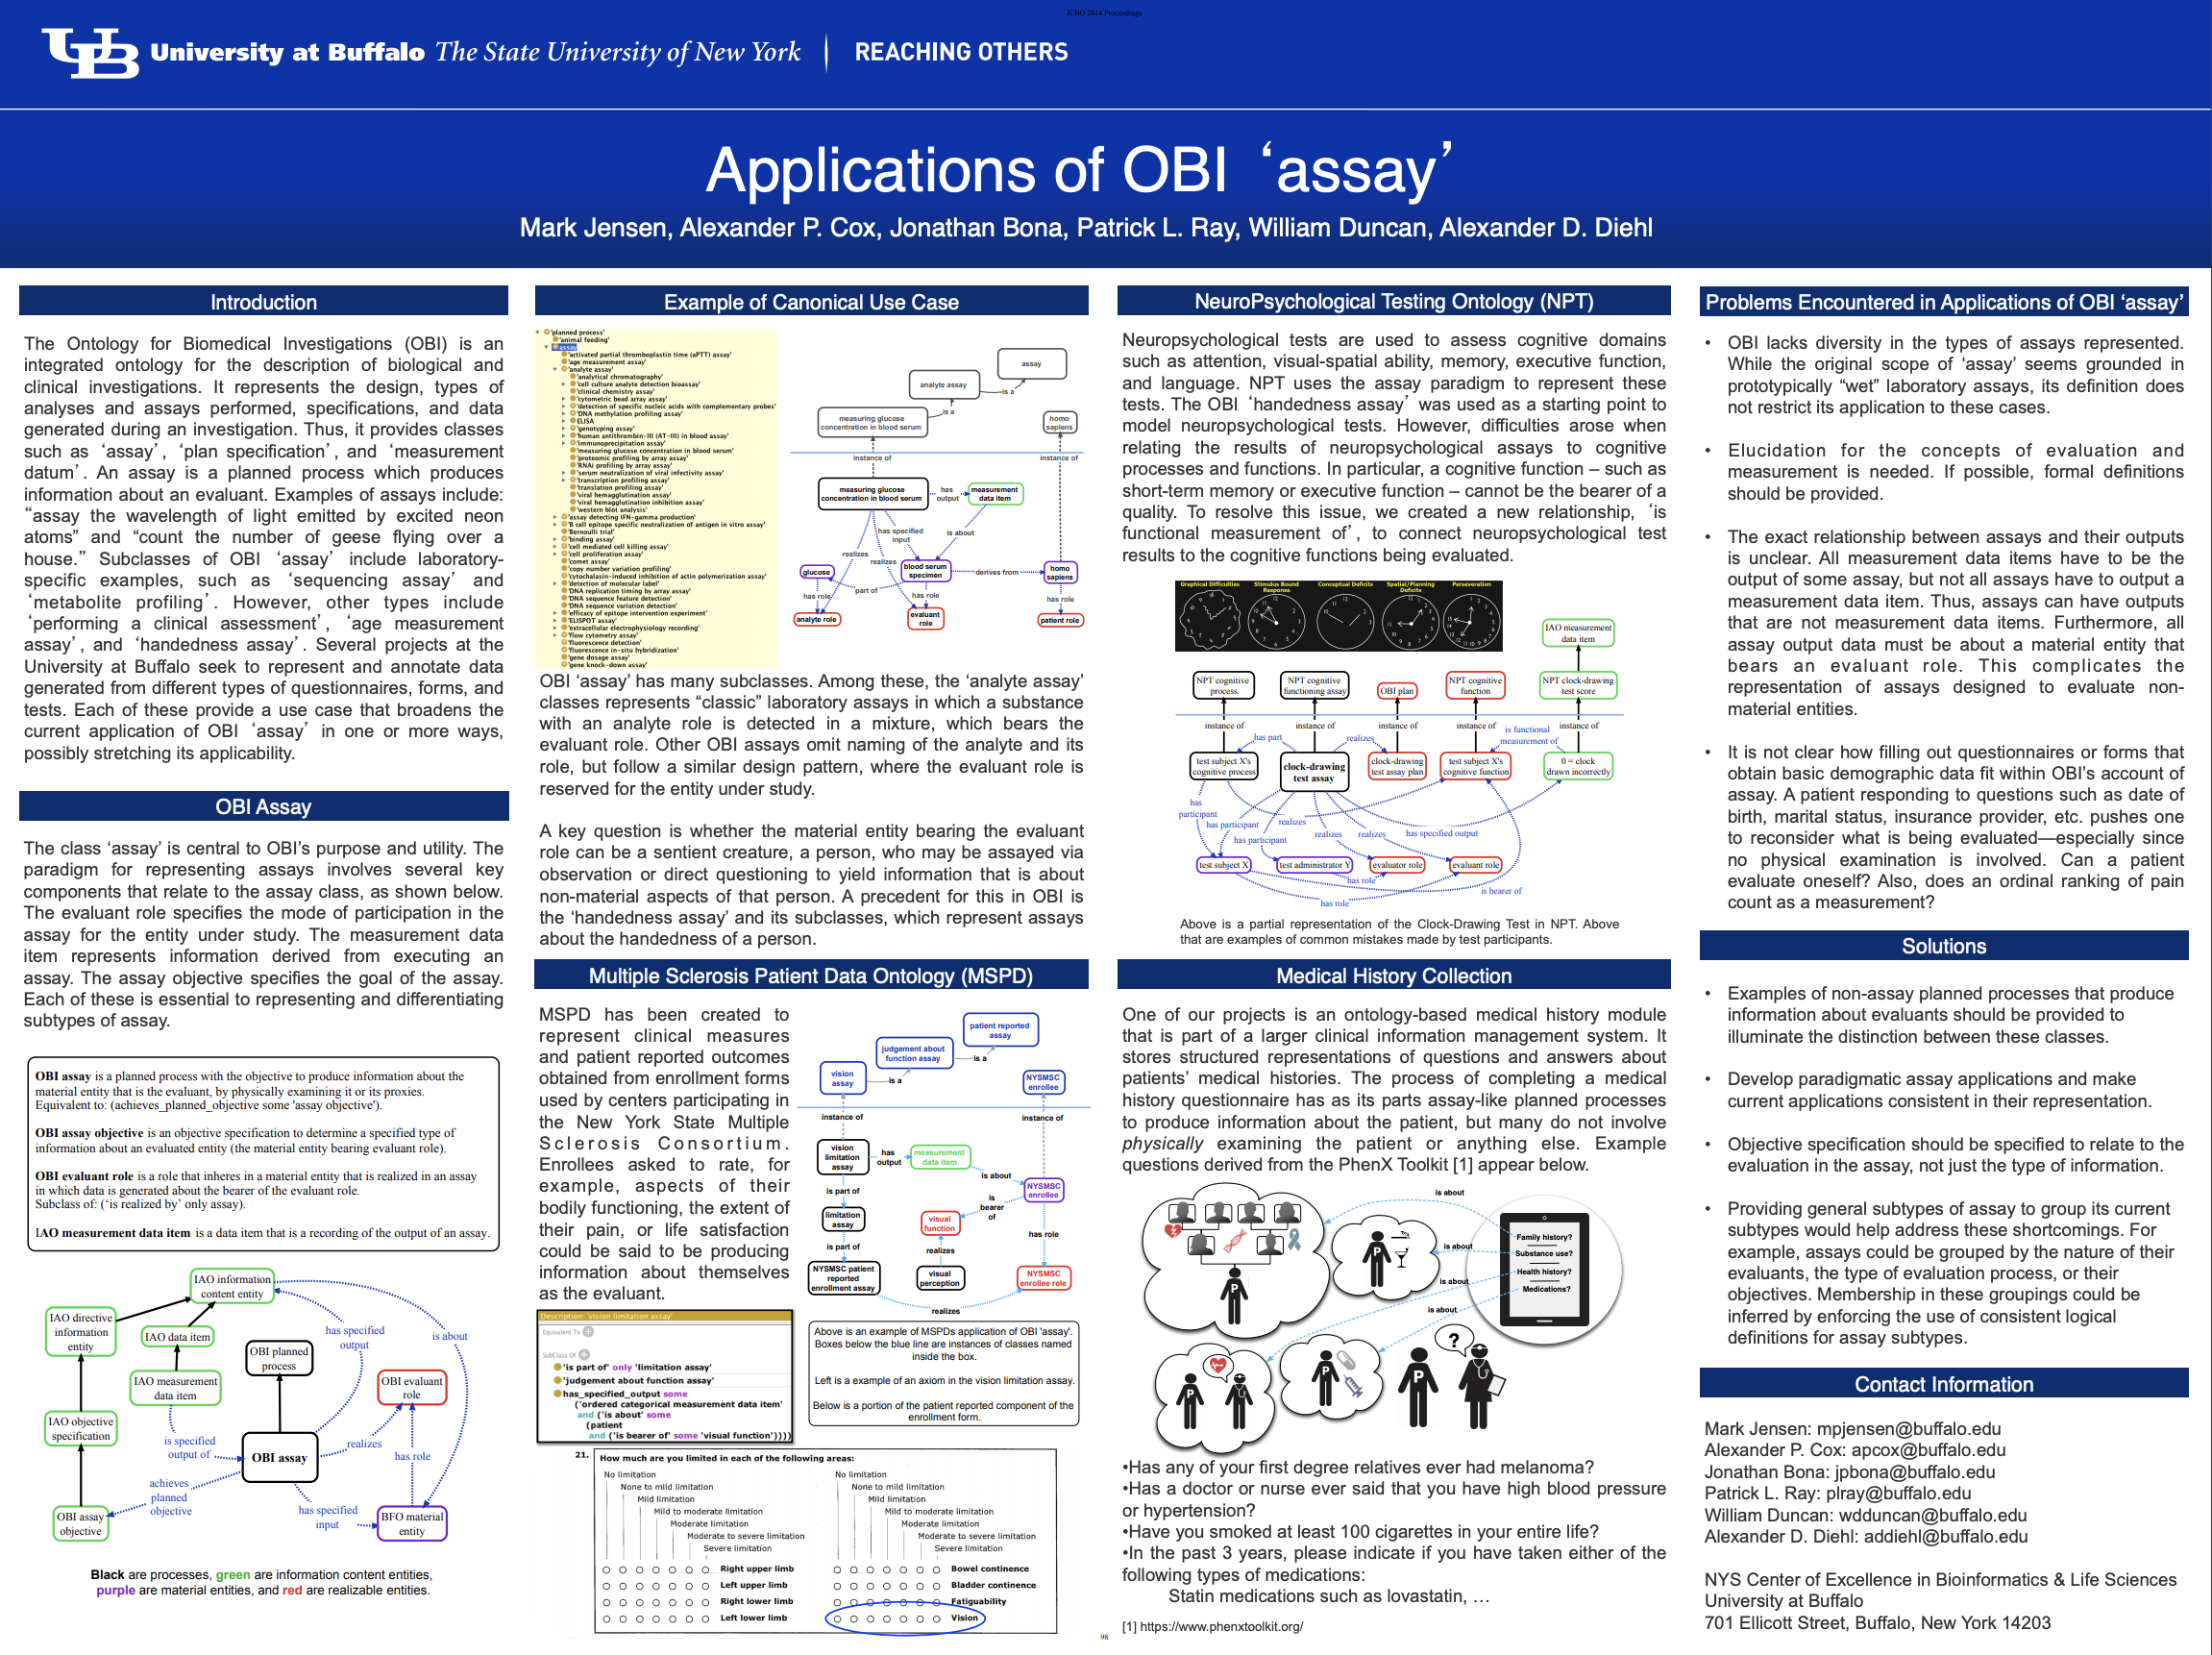 ICBO 2014 Proceedings
UB University at Buffalo The State University of New York | REACHING OTHERS
Applications of OBI ‘assay’
Mark Jensen, Alexander P. Cox, Jonathan Bona, Patrick L. Ray, William Duncan, Alexander D. Diehl
Introduction
The Ontology for Biomedical Investigations (OBI) is an
integrated ontology for the description of biological and
clinical investigations. It represents the design, types of
analyses and assays performed, specifications, and data
generated during an investigation. Thus, it provides classes
such as ‘assay’, ‘plan specification’, and ‘measurement
datum’. An assay is a planned process which produces
information about an evaluant. Examples of assays include:
“assay the wavelength of light emitted by excited neon
atoms” and “count the number of geese flying over a
house.” Subclasses of OBI ‘assay’ include laboratory-
specific examples, such as ‘sequencing assay’ and
‘metabolite profiling’. However, other types include
‘performing a clinical assessment’, ‘age measurement
assay’, and ‘handedness assay’. Several projects at the
University at Buffalo seek to represent and annotate data
generated from different types of questionnaires, forms, and
tests. Each of these provide a use case that broadens the
current application of OBI ‘assay’ in one or more ways,
possibly stretching its applicability.
OBI Assay
The class ‘assay’ is central to OBI’s purpose and utility. The
paradigm for representing assays involves several key
components that relate to the assay class, as shown below.
The evaluant role specifies the mode of participation in the
assay for the entity under study. The measurement data
item represents information derived from executing an
assay. The assay objective specifies the goal of the assay.
Each of these is essential to representing and differentiating
subtypes of assay.
OBI assay is a planned process with the objective to produce information about the
material entity that is the evaluant, by physically examining it or its proxies.
Equivalent to: (achieves_planned_objective some 'assay objective').
OBI assay objective is an objective specification to determine a specified type of
information about an evaluated entity (the material entity bearing evaluant role).
OBI evaluant role is a role that inheres in a material entity that is realized in an assay
in which data is generated about the bearer of the evaluant role.
Subclass of: (‘is realized by’ only assay).
IAO measurement data item is a data item that is a recording of the output of an assay.
IAO information
content entity
IAO directive
information
entity
IAO data item
has specified
output
is about
OBI planned
process
IAO measurement
data item
OBI evaluant
role
IAO objective
specification
is specified
output of
realizes
OBI assay
has role
achieves
planned
objective
has specified
input
OBI assay
objective
BFO material
entity
Black are processes, green are information content entities,
purple are material entities, and red are realizable entities.
Example of Canonical Use Case
'planned process'
'animal feeding'
assay
'activated partial thromboplastin time (aPTT) assay'
'age measurement assay'
'analyte assay'
'analytical chromatography'
'cell culture analyte detection bioassay'
'clinical chemistry assay'
'cytometric bead array assay'
'detection of specific nucleic acids with complementary probes'
'DNA methylation profiling assay'
ELISA
'genotyping assay'
'human antithrombin-III (AT-III) in blood assay'
'immunoprecipitation assay'
'measuring glucose concentration in blood serum'
'proteomic profiling by array assay'
'RNAi profiling by array assay'
'serum neutralization of viral infectivity assay'
'transcription profiling assay'
'translation profiling assay'
'viral hemagglutination assay'
'viral hemagglutination inhibition assay'
'western blot analysis'
'assay detecting IFN-gamma production'
'B cell epitope specific neutralization of antigen in vitro assay'
'Bernoulli trial'
'binding assay'
'cell mediated cell killing assay'
'cell proliferation assay'
'comet assay'
'copy number variation profiling'
'cytochalasin-induced inhibition of actin polymerization assay'
'detection of molecular label'
'DNA replication timing by array assay'
'DNA sequence feature detection'
'DNA sequence variation detection'
'efficacy of epitope intervention experiment'
'ELISPOT assay'
'extracellular electrophysiology recording'
'flow cytometry assay'
'fluorescence detection'
'fluorescence in-situ hybridization'
'gene dosage assay'
'gene knock-down assay'
assay
analyte assay
is a
measuring glucose
concentration in blood serum
is a
homo
sapiens
instance of
instance of
measuring glucose
concentration in blood serum
has
output
measurement
data item
has specified
input
is about
realizes
realizes
glucose
blood serum
specimen
derives from
homo
sapiens
part of
has role
has role
has role
analyte role
evaluant
role
patient role
OBI ‘assay’ has many subclasses. Among these, the ‘analyte assay’
classes represents “classic” laboratory assays in which a substance
with an analyte role is detected in a mixture, which bears the
evaluant role. Other OBI assays omit naming of the analyte and its
role, but follow a similar design pattern, where the evaluant role is
reserved for the entity under study.
A key question is whether the material entity bearing the evaluant
role can be a sentient creature, a person, who may be assayed via
observation or direct questioning to yield information that is about
non-material aspects of that person. A precedent for this in OBI is
the ‘handedness assay’ and its subclasses, which represent assays
about the handedness of a person.
Multiple Sclerosis Patient Data Ontology (MSPD)
MSPD has been created to
represent clinical measures
and patient reported outcomes
obtained from enrollment forms
used by centers participating in
the New York State Multiple
Sclerosis Consortium.
Enrollees asked to rate, for
example, aspects of their
bodily functioning, the extent of
their pain, or life satisfaction
could be said to be producing
information about themselves
as the evaluant.
patient reported
assay
judgement about
function assay
is a
vision
assay
is a
NYSMSC
enrollee
instance of
instance of
vision
limitation
assay
has
output
measurement
data item
is about
is part of
NYSMSC
enrollee
is
bearer
of
limitation
assay
visual
function
has role
is part of
realizes
NYSMSC patient
reported
enrollment assay
visual
perception
NYSMSC
enrollee role
realizes
Description: 'vision limitation assay'
Equivalent To
SubClass Of
'is part of' only 'limitation assay'
'judgement about function assay'
has_specified_output some
('ordered categorical measurement data item'
and ('is about' some
(patient
and ('is bearer of' some 'visual function'))))
Above is an example of MSPDs application of OBI 'assay'.
Boxes below the blue line are instances of classes named
inside the box.
Left is a example of an axiom in the vision limitation assay.
Below is a portion of the patient reported component of the
enrollment form.
21. How much are you limited in each of the following areas:
No limitation No limitation
None to mild limitation None to mild limitation
Mild limitation Mild limitation
Mild to moderate limitation Mild to moderate limitation
Moderate limitation Moderate limitation
Moderate to severe limitation Moderate to severe limitation
Severe limitation Severe limitation
Right upper limb Bowel continence
Left upper limb Bladder continence
Right lower limb Fatiguability
Left lower limb Vision
98
NeuroPsychological Testing Ontology (NPT)
Neuropsychological tests are used to assess cognitive domains
such as attention, visual-spatial ability, memory, executive function,
and language. NPT uses the assay paradigm to represent these
tests. The OBI ‘handedness assay’ was used as a starting point to
model neuropsychological tests. However, difficulties arose when
relating the results of neuropsychological assays to cognitive
processes and functions. In particular, a cognitive function – such as
short-term memory or executive function – cannot be the bearer of a
quality. To resolve this issue, we created a new relationship, ‘is
functional measurement of’, to connect neuropsychological test
results to the cognitive functions being evaluated.
Graphical Difficulties
Stimulus Bound
Response
Conceptual Deficits
Spatial/Planning
Deficits
Perseveration
IAO measurement
data item
NPT cognitive
process
NPT cognitive
functioning assay
OBI plan
NPT cognitive
function
NPT clock-drawing
test score
instance of
instance of
instance of
instance of
instance of
has part
realizes
is functional
measurement of
test subject X's
cognitive process
clock-drawing
test assay
clock-drawing
test assay plan
test subject X's
cognitive function
0 = clock
drawn incorrectly
has
participant
has participant
realizes
has participant
realizes
realizes
has specified output
test subject X
test administrator Y
evaluator role
evaluant role
has role
is bearer of
has role
Above is a partial representation of the Clock-Drawing Test in NPT. Above
that are examples of common mistakes made by test participants.
Medical History Collection
One of our projects is an ontology-based medical history module
that is part of a larger clinical information management system. It
stores structured representations of questions and answers about
patients’ medical histories. The process of completing a medical
history questionnaire has as its parts assay-like planned processes
to produce information about the patient, but many do not involve
physically examining the patient or anything else. Example
questions derived from the PhenX Toolkit [1] appear below.
is about
is about
is about
is about
Family history?
Substance use?
Health history?
Medications?
P
P
P
P
P
?
•Has any of your first degree relatives ever had melanoma?
•Has a doctor or nurse ever said that you have high blood pressure
or hypertension?
•Have you smoked at least 100 cigarettes in your entire life?
•In the past 3 years, please indicate if you have taken either of the
following types of medications:
Statin medications such as lovastatin, …
[1] https://www.phenxtoolkit.org/
Problems Encountered in Applications of OBI ‘assay’
• OBI lacks diversity in the types of assays represented.
While the original scope of ‘assay’ seems grounded in
prototypically “wet” laboratory assays, its definition does
not restrict its application to these cases.
• Elucidation for the concepts of evaluation and
measurement is needed. If possible, formal definitions
should be provided.
• The exact relationship between assays and their outputs
is unclear. All measurement data items have to be the
output of some assay, but not all assays have to output a
measurement data item. Thus, assays can have outputs
that are not measurement data items. Furthermore, all
assay output data must be about a material entity that
bears an evaluant role. This complicates the
representation of assays designed to evaluate non-
material entities.
• It is not clear how filling out questionnaires or forms that
obtain basic demographic data fit within OBI’s account of
assay. A patient responding to questions such as date of
birth, marital status, insurance provider, etc. pushes one
to reconsider what is being evaluated—especially since
no physical examination is involved. Can a patient
evaluate oneself? Also, does an ordinal ranking of pain
count as a measurement?
Solutions
• Examples of non-assay planned processes that produce
information about evaluants should be provided to
illuminate the distinction between these classes.
• Develop paradigmatic assay applications and make
current applications consistent in their representation.
• Objective specification should be specified to relate to the
evaluation in the assay, not just the type of information.
• Providing general subtypes of assay to group its current
subtypes would help address these shortcomings. For
example, assays could be grouped by the nature of their
evaluants, the type of evaluation process, or their
objectives. Membership in these groupings could be
inferred by enforcing the use of consistent logical
definitions for assay subtypes.
Contact Information
Mark Jensen: mpjensen@buffalo.edu
Alexander P. Cox: apcox@buffalo.edu
Jonathan Bona: jpbona@buffalo.edu
Patrick L. Ray: plray@buffalo.edu
William Duncan: wdduncan@buffalo.edu
Alexander D. Diehl: addiehl@buffalo.edu
NYS Center of Excellence in Bioinformatics & Life Sciences
University at Buffalo
701 Ellicott Street, Buffalo, New York 14203